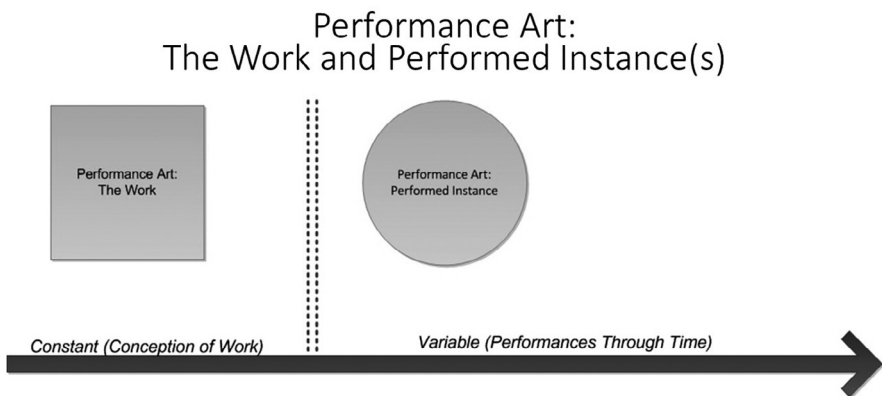 Performance Art:
The Work and Performed Instance(s)
Performance Art:
The Work
Performance Art:
Performed Instance
Constant (Conception of Work)
Variable (Performances Through Time)